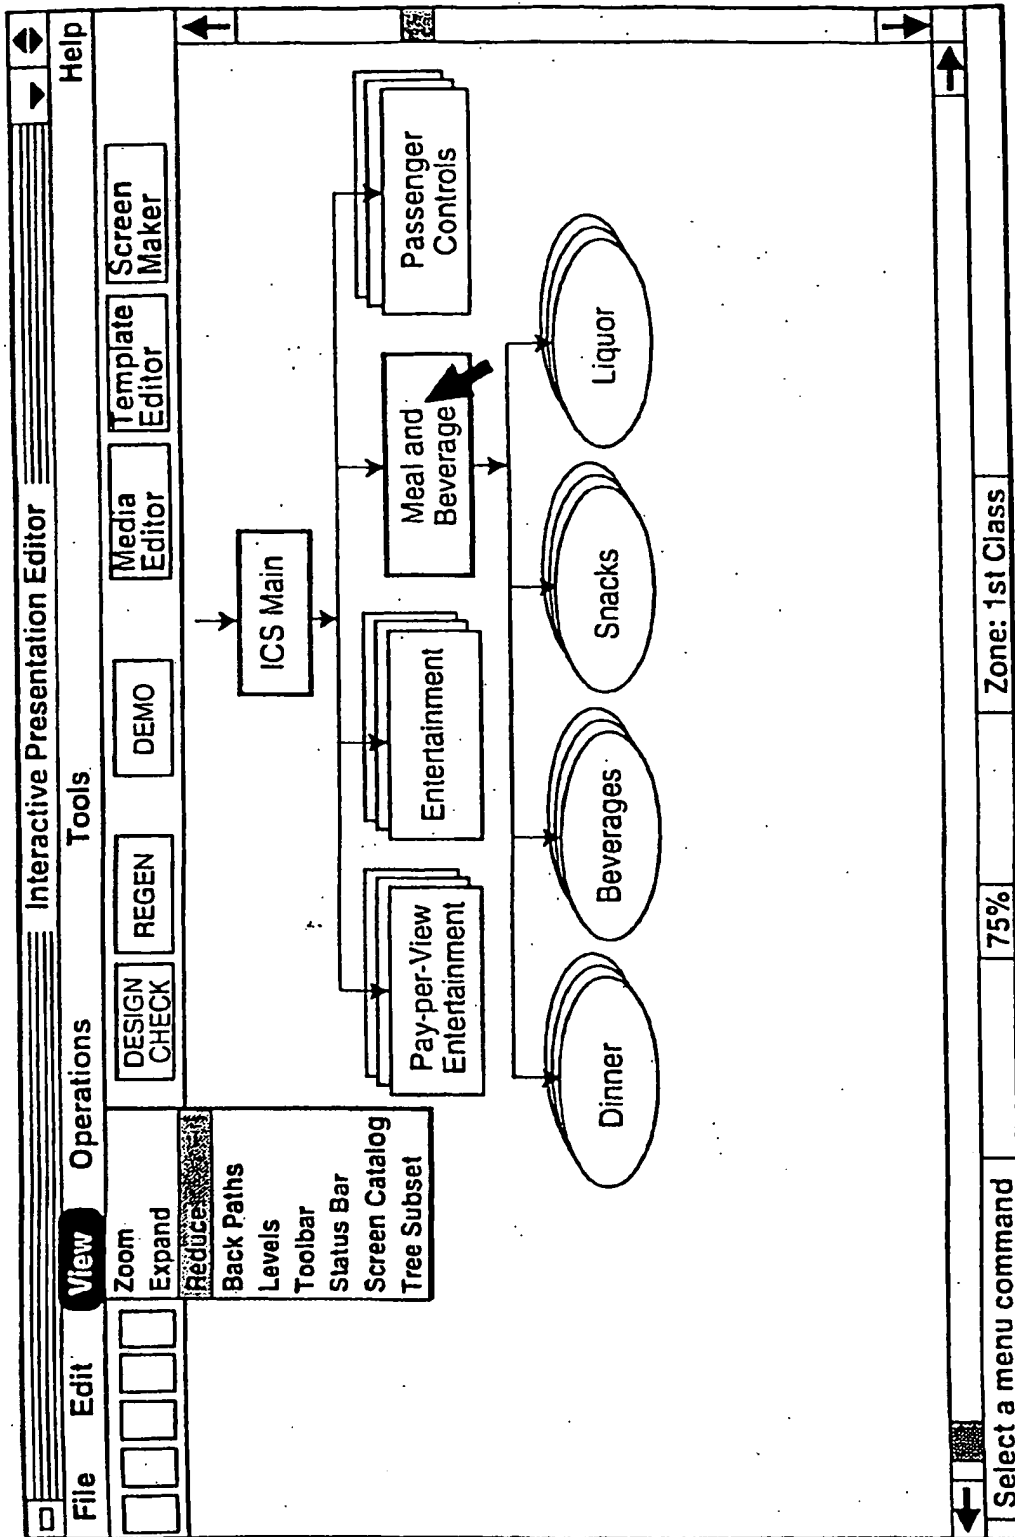 Interactive Presentation Editor
File Edit View Operations Tools Help
Zoom
Expand
Reduce
Back Paths
Levels
Toolbar
Status Bar
Screen Catalog
Tree Subset
DESIGN
CHECK
REGEN
DEMO
Media
Editor
Template
Editor
Screen
Maker
ICS Main
Pay-per-View
Entertainment
Entertainment
Meal and
Beverage
Passenger
Controls
Dinner
Beverages
Snacks
Liquor
Select a menu command
75%
Zone: 1st Class